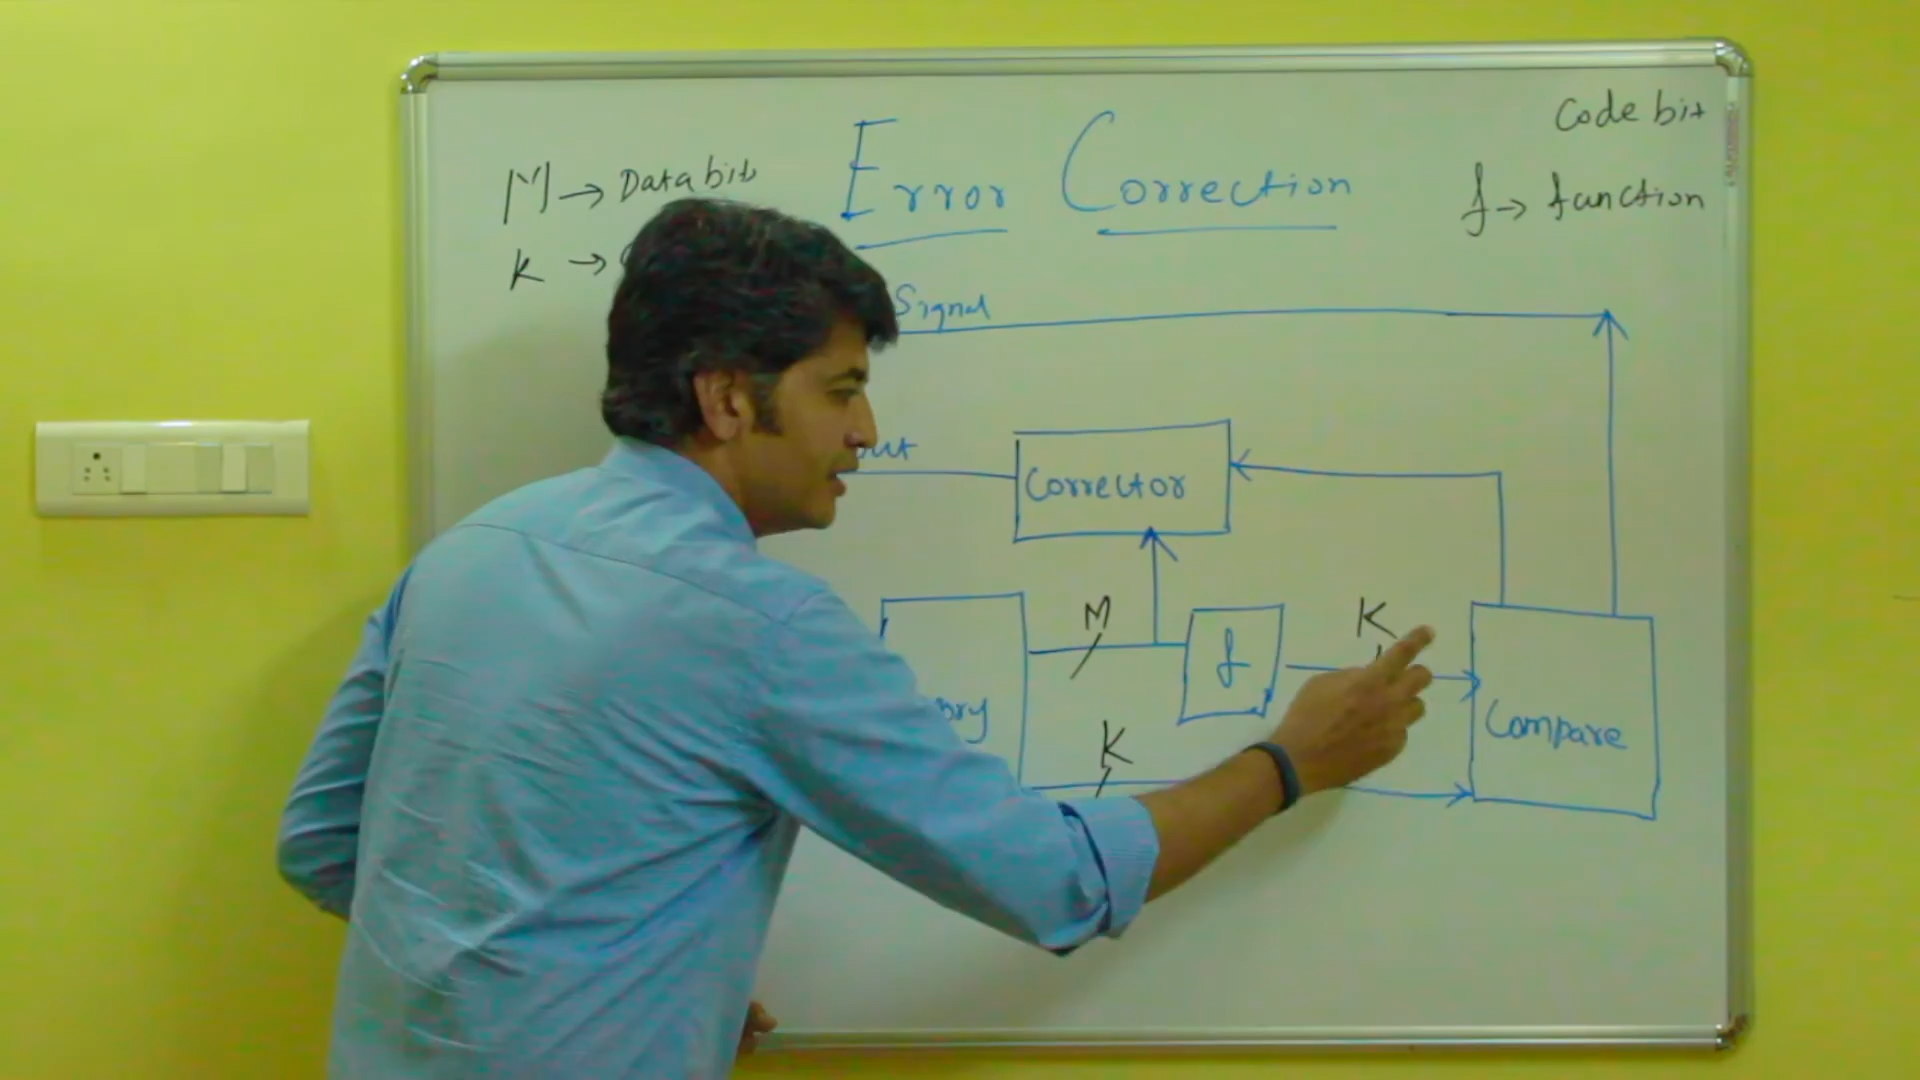 Code bit
M → Data bits
Error Correction
f → function
K →
Signal
out
Corrector
M
K
f
K
Compare